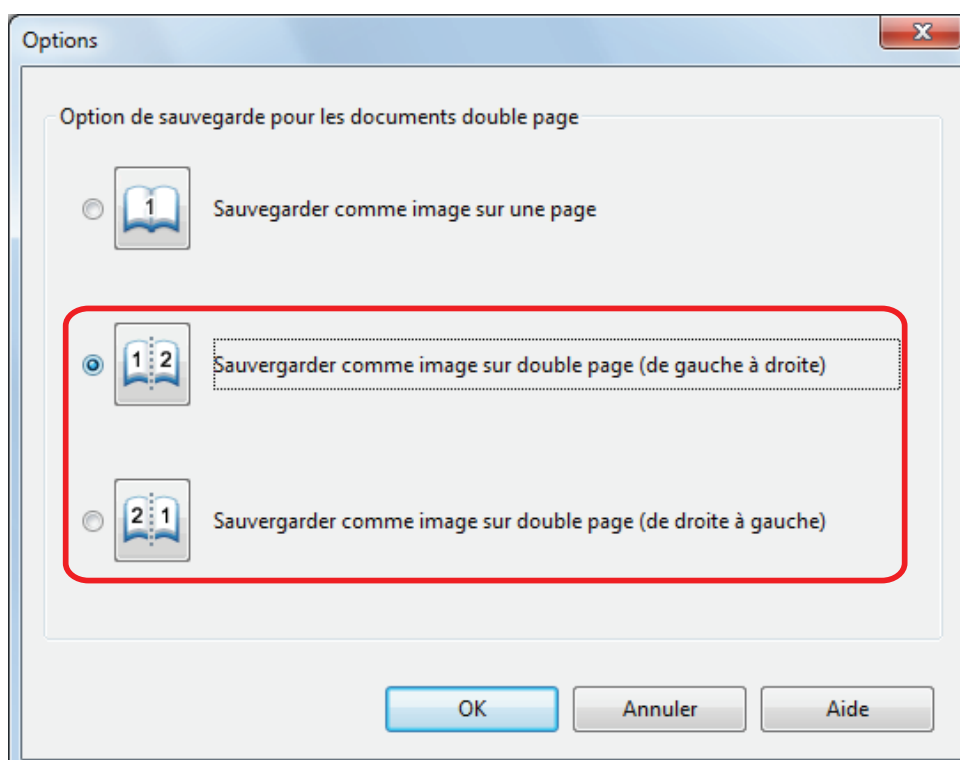 Options
Option de sauvegarde pour les documents double page
1
Sauvegarder comme image sur une page
1 2
Sauvergarder comme image sur double page (de gauche à droite)
2 1
Sauvergarder comme image sur double page (de droite à gauche)
OK
Annuler
Aide